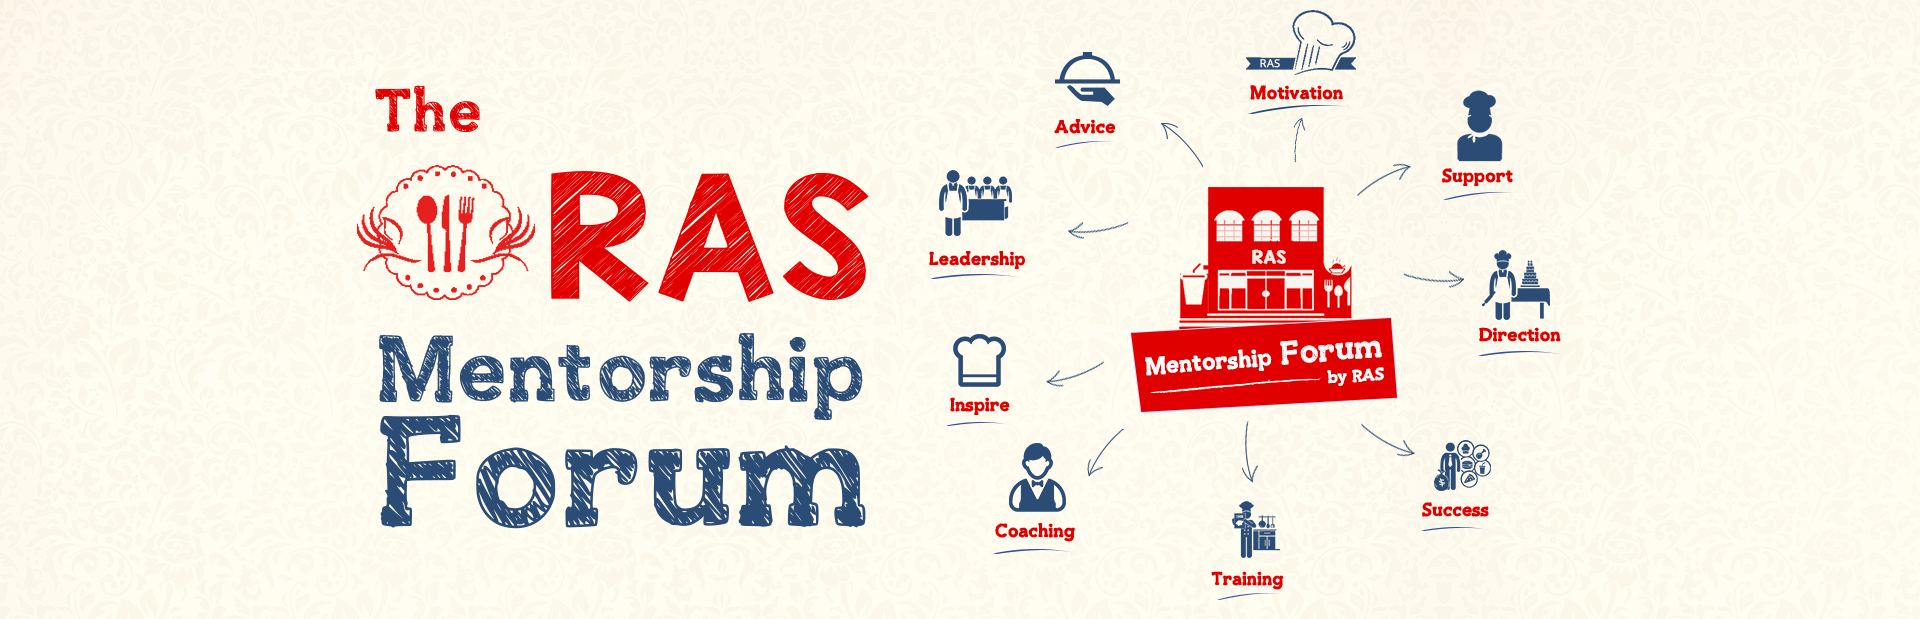 The
RAS
Mentorship
Forum
RAS
Motivation
Advice
Support
Leadership
RAS
Direction
Mentorship Forum
by RAS
Inspire
Coaching
Success
Training